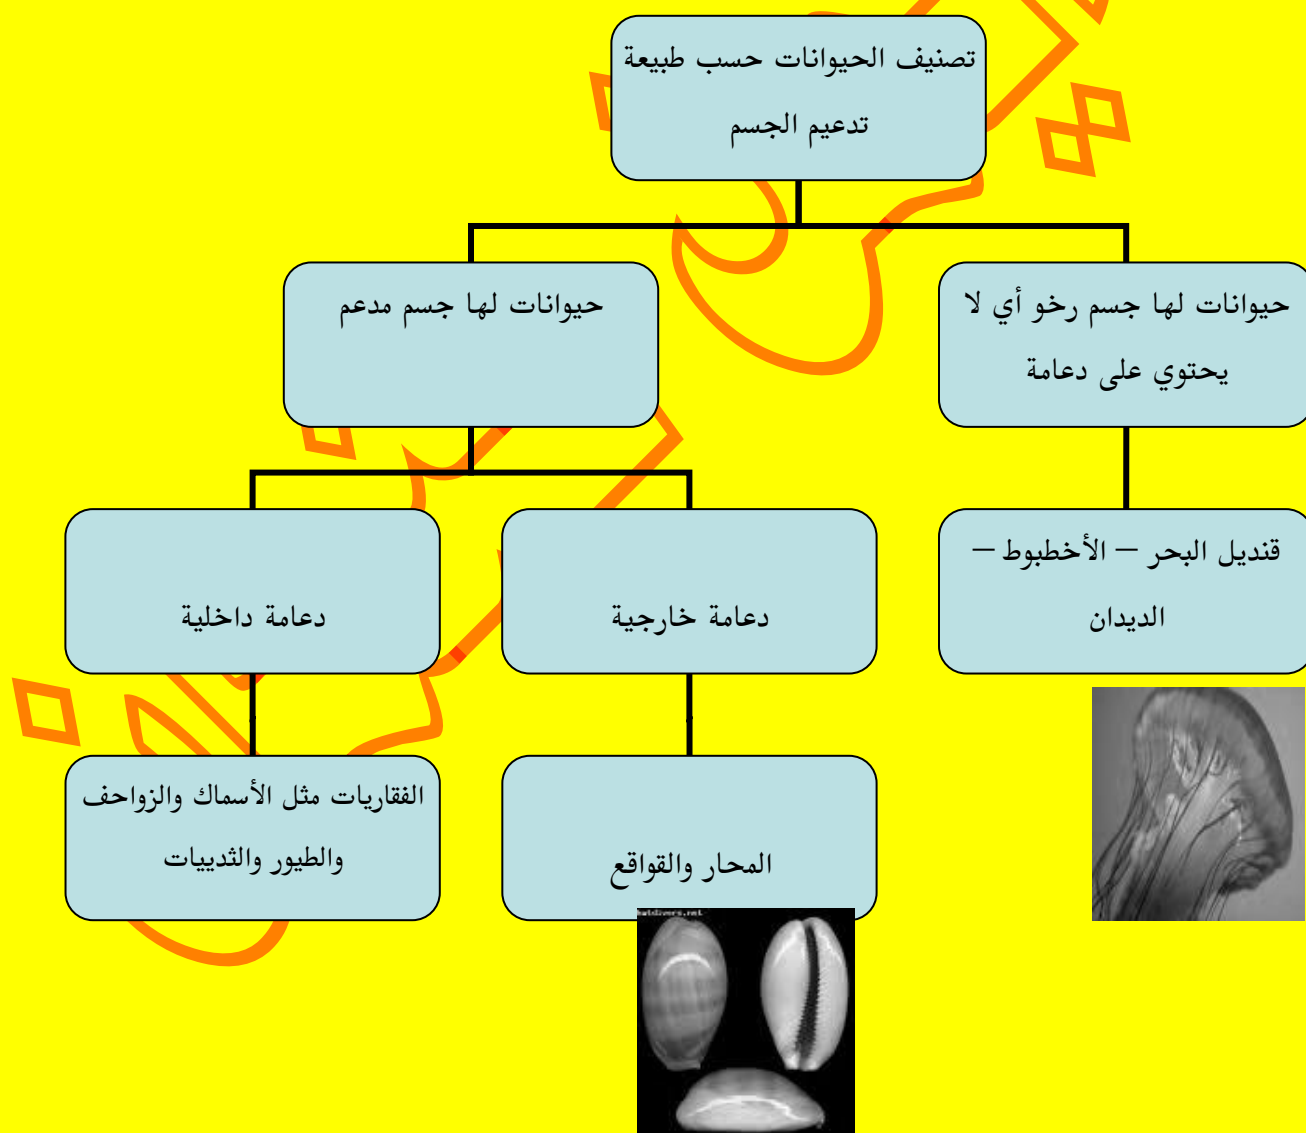 تصنيف الحيوانات حسب طبيعة
تدعيم الجسم
حيوانات لها جسم رخو أي لا
يحتوي على دعامة
حيوانات لها جسم مدعم
قنديل البحر – الأخطبوط –
الديدان
دعامة خارجية
دعامة داخلية
المحار والقواقع
الفقاريات مثل الأسماك والزواحف
والطيور والثدييات